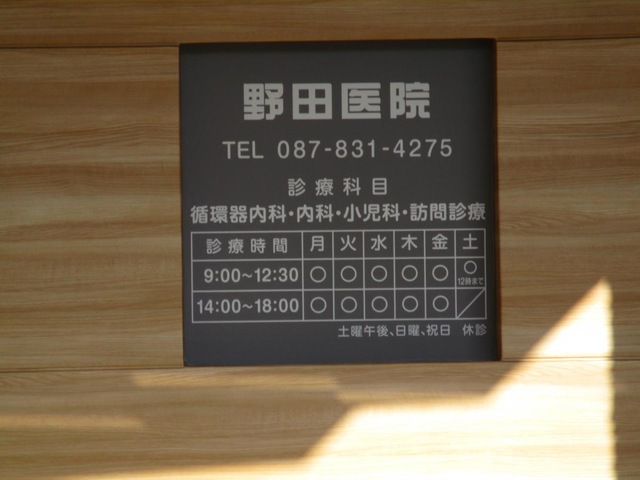 野田医院
TEL 087-831-4275
診療科目
循環器内科・内科・小児科・訪問診療
診療時間 月 火 水 木 金 土
9:00～12:30 ○ ○ ○ ○ ○ ○ 12時まで
14:00～18:00 ○ ○ ○ ○ ○ ／
土曜午後、日曜、祝日 休診